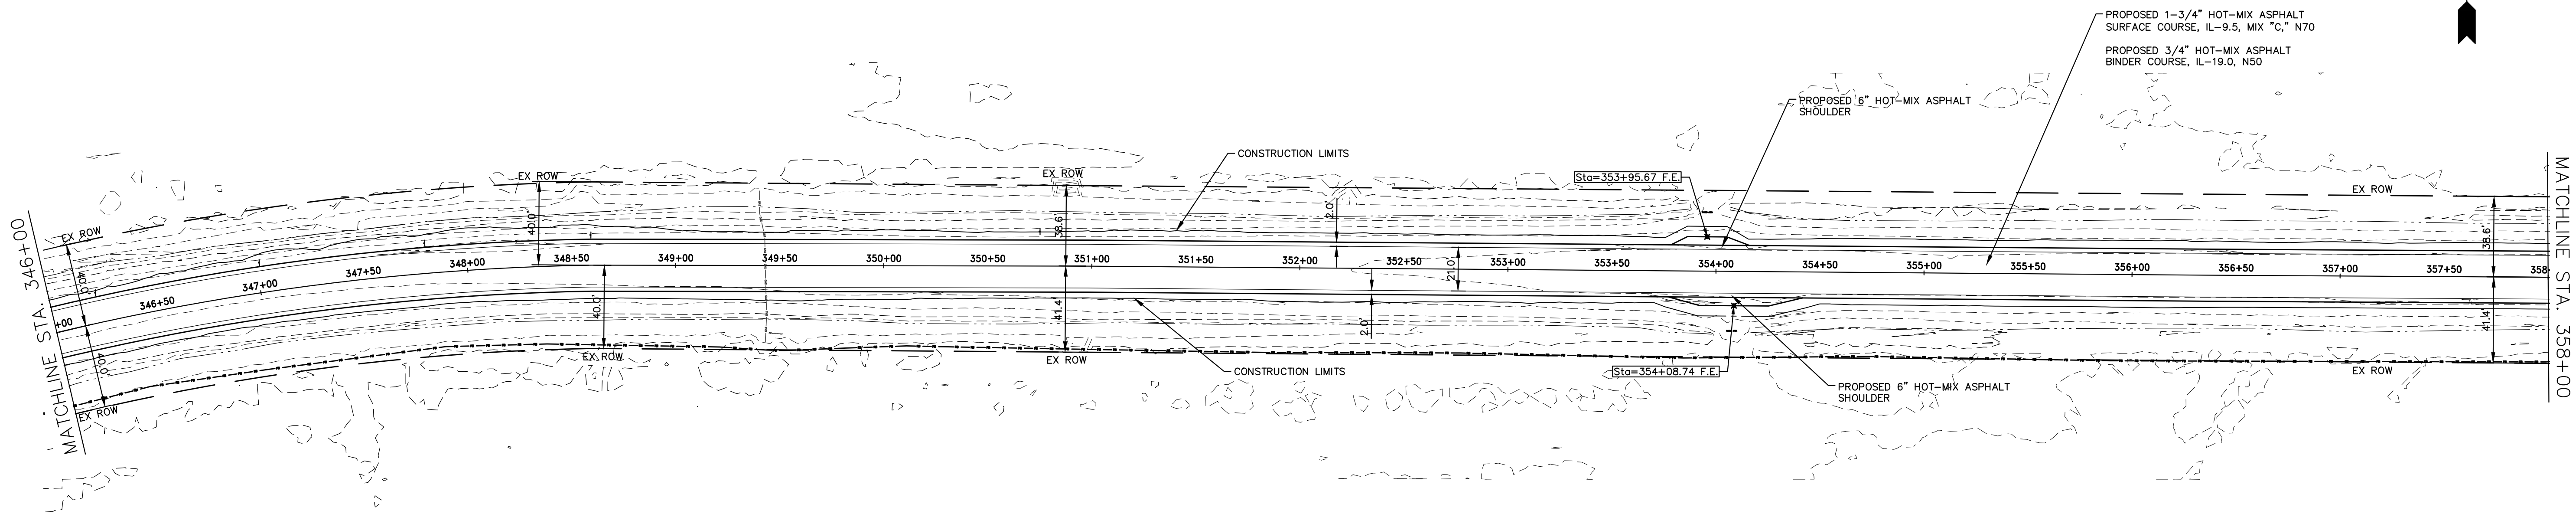 PROPOSED 1-3/4" HOT-MIX ASPHALT
SURFACE COURSE, IL-9.5, MIX "C," N70
PROPOSED 3/4" HOT-MIX ASPHALT
BINDER COURSE, IL-19.0, N50
PROPOSED 6" HOT-MIX ASPHALT
SHOULDER
CONSTRUCTION LIMITS
Sta=353+95.67 F.E.
EX ROW
EX ROW
EX ROW
EX ROW
MATCHLINE STA. 346+00
MATCHLINE STA. 358+00
40.0'
40.0'
40.0'
40.0'
38.6'
41.4'
2.0'
2.0'
21.0'
38.6'
41.4'
+00
346+50
347+00
347+50
348+00
348+50
349+00
349+50
350+00
350+50
351+00
351+50
352+00
352+50
353+00
353+50
354+00
354+50
355+00
355+50
356+00
356+50
357+00
357+50
358
EX ROW
EX ROW
EX ROW
EX ROW
CONSTRUCTION LIMITS
Sta=354+08.74 F.E.
PROPOSED 6" HOT-MIX ASPHALT
SHOULDER